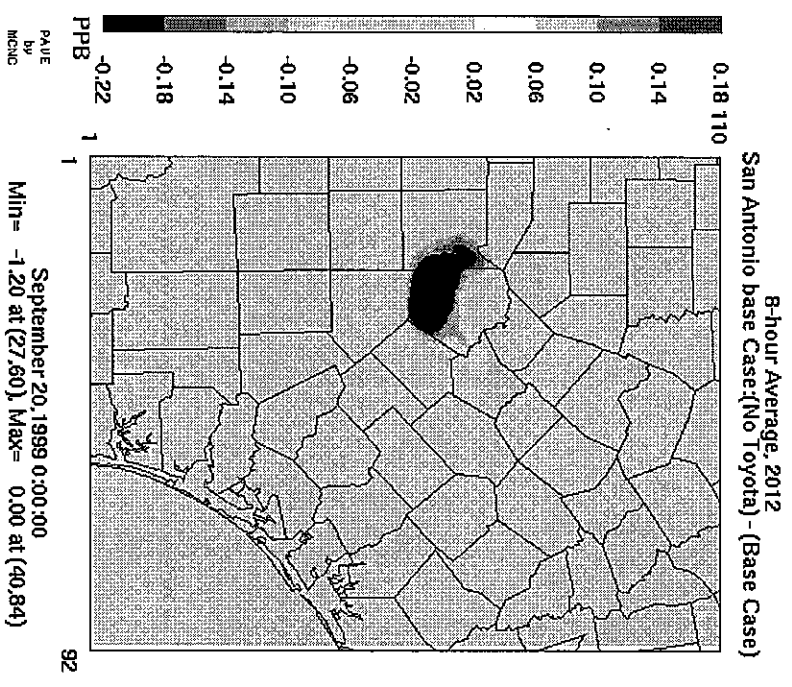 8-hour Average, 2012
San Antonio base Case:(No Toyota) - (Base Case)
0.18
0.14
0.10
0.06
0.02
-0.02
-0.06
-0.10
-0.14
-0.18
-0.22
PPB
110
1
1
92
PAVE
by
MCNC
September 20,1999 0:00:00
Min= -1.20 at (27,60), Max= 0.00 at (40,84)